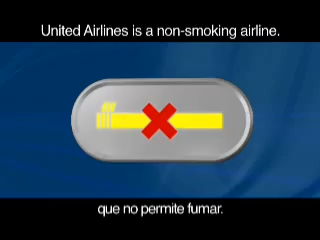 United Airlines is a non-smoking airline.
que no permite fumar.